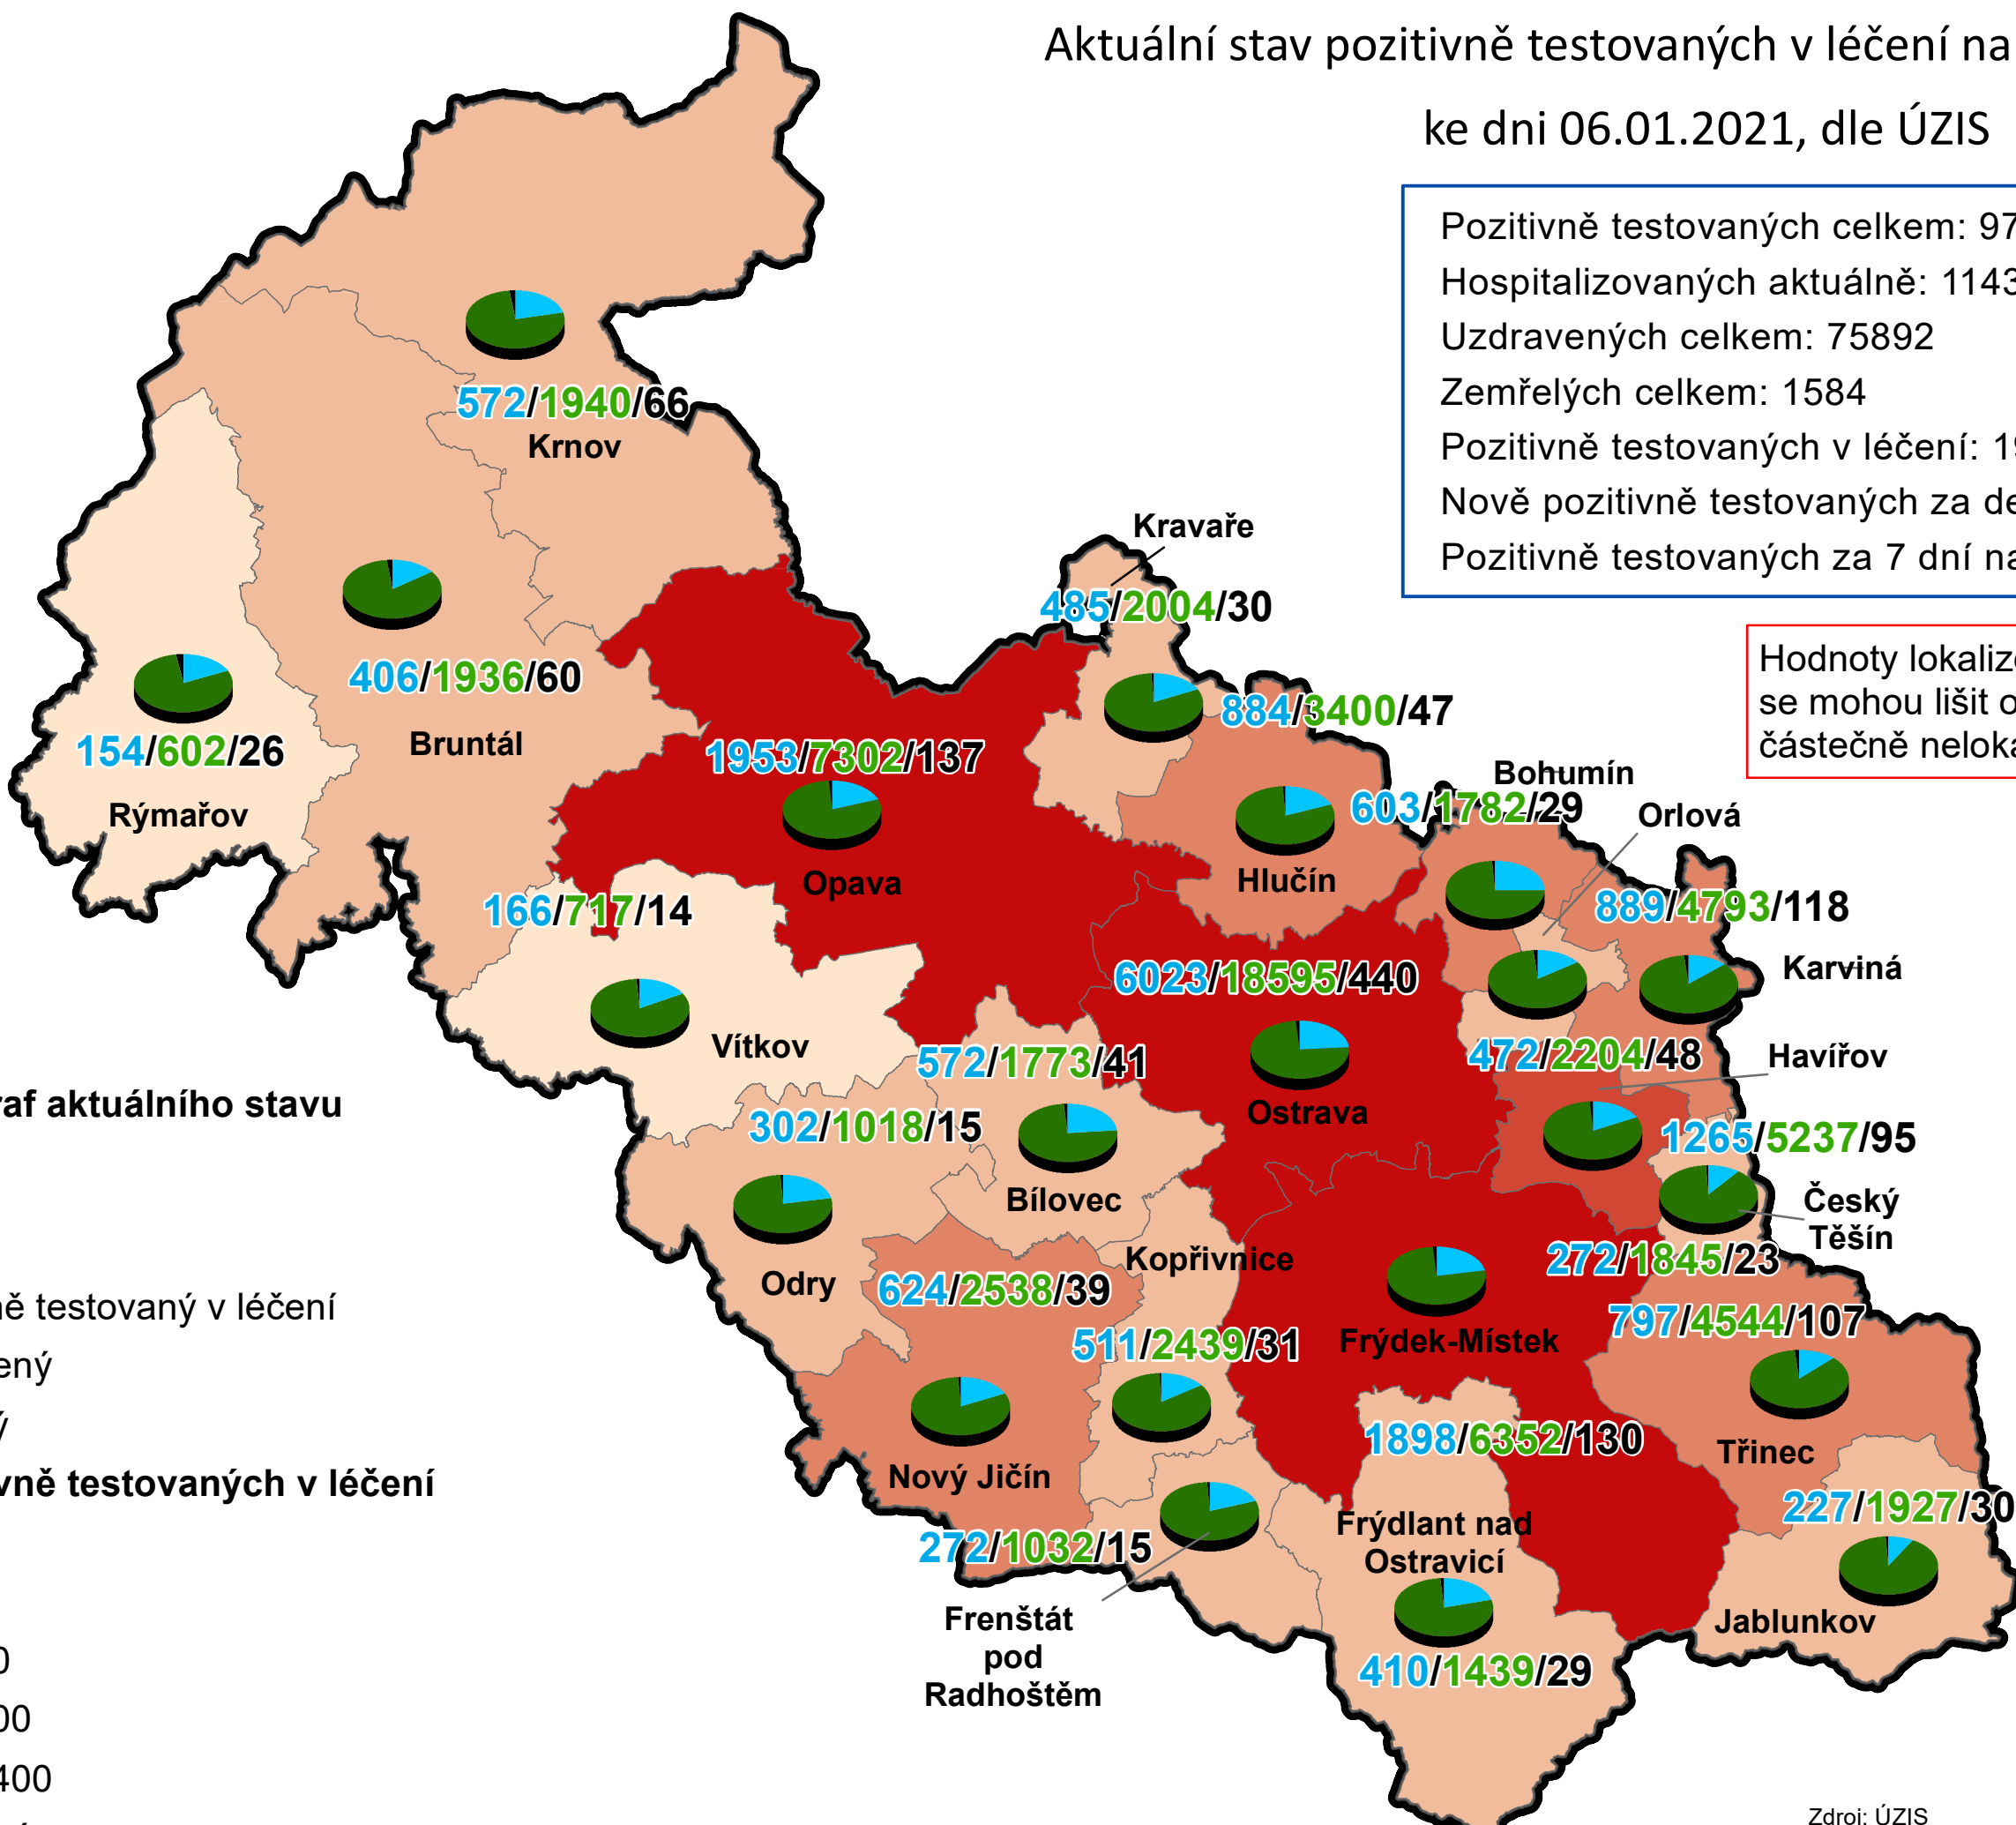 Aktuální stav pozitivně testovaných v léčení na
ke dni 06.01.2021, dle ÚZIS
Pozitivně testovaných celkem: 97
Hospitalizovaných aktuálně: 1143
Uzdravených celkem: 75892
Zemřelých celkem: 1584
Pozitivně testovaných v léčení: 19
Nově pozitivně testovaných za de
Pozitivně testovaných za 7 dní na
Hodnoty lokaliz
se mohou lišit o
částečně neloka
572/1940/66
Krnov
Kravaře
485/2004/30
406/1936/60
Bruntál
154/602/26
Rýmařov
884/3400/47
Hlučín
1953/7302/137
Opava
Bohumín
603/1782/29
Orlová
889/4793/118
Karviná
166/717/14
Vítkov
6023/18595/440
Ostrava
472/2204/48
Havířov
572/1773/41
Bílovec
302/1018/15
Odry
1265/5237/95
Český
Těšín
272/1845/23
Kopřivnice
624/2538/39
Nový Jičín
511/2439/31
Frýdek-Místek
797/4544/107
Třinec
1898/6352/130
Frýdlant nad
Ostravicí
410/1439/29
227/1927/30
Jablunkov
272/1032/15
Frenštát
pod
Radhoštěm
raf aktuálního stavu
ně testovaný v léčení
ený
ý
vně testovaných v léčení
0
00
400
Zdroj: ÚZIS